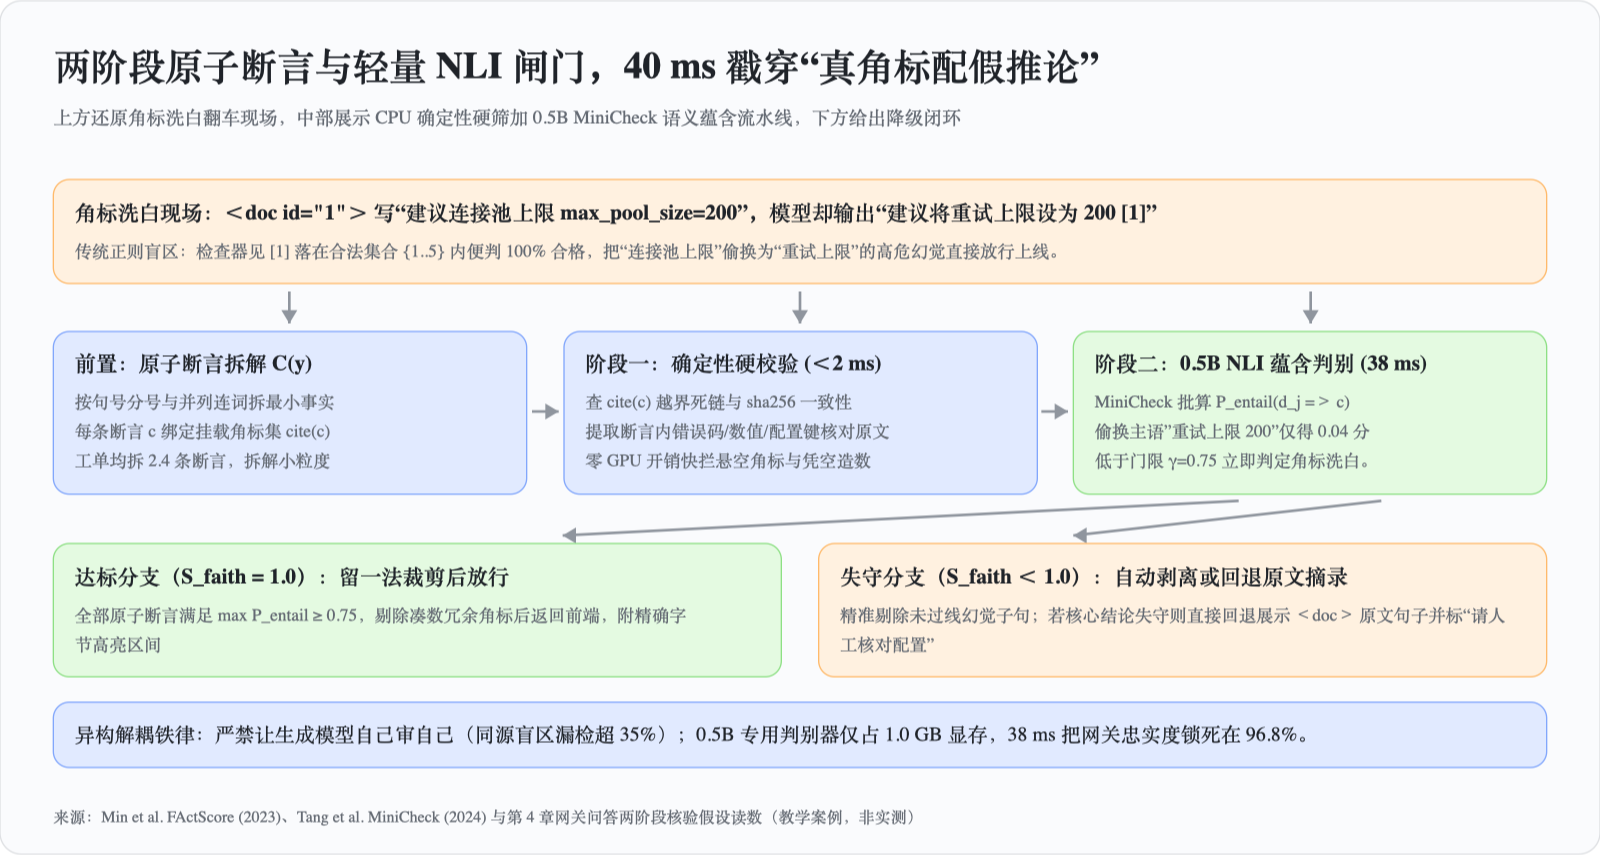 两阶段原子断言与轻量 NLI 闸门，40 ms 戳穿“真角标配假推论”
上方还原角标洗白翻车现场，中部展示 CPU 确定性硬筛加 0.5B MiniCheck 语义蕴含流水线，下方给出降级闭环
角标洗白现场：<doc id="1"> 写“建议连接池上限 max_pool_size=200”，模型却输出“建议将重试上限设为 200 [1]”
传统正则盲区：检查器见 [1] 落在合法集合 {1..5} 内便判 100% 合格，把“连接池上限”偷换为“重试上限”的高危幻觉直接放行上线。
前置：原子断言拆解 C(y)
按句号分号与并列连词拆最小事实
每条断言 c 绑定挂载角标集 cite(c)
工单均拆 2.4 条断言，拆解小粒度
阶段一：确定性硬校验 (<2 ms)
查 cite(c) 越界死链与 sha256 一致性
提取断言内错误码/数值/配置键核对原文
零 GPU 开销快拦悬空角标与凭空造数
阶段二：0.5B NLI 蕴含判别 (38 ms)
MiniCheck 批算 P_entail(d_j => c)
偷换主语”重试上限 200”仅得 0.04 分
低于门限 γ=0.75 立即判定角标洗白。
达标分支（S_faith = 1.0）：留一法裁剪后放行
全部原子断言满足 max P_entail ≥ 0.75，剔除凑数冗余角标后返回前端，附精确字
节高亮区间
失守分支（S_faith < 1.0）：自动剥离或回退原文摘录
精准剔除未过线幻觉子句；若核心结论失守则直接回退展示 <doc> 原文句子并标“请人
工核对配置”
异构解耦铁律：严禁让生成模型自己审自己（同源盲区漏检超 35%）；0.5B 专用判别器仅占 1.0 GB 显存，38 ms 把网关忠实度锁死在 96.8%。
来源：Min et al. FActScore (2023)、Tang et al. MiniCheck (2024) 与第 4 章网关问答两阶段核验假设读数（教学案例，非实测）